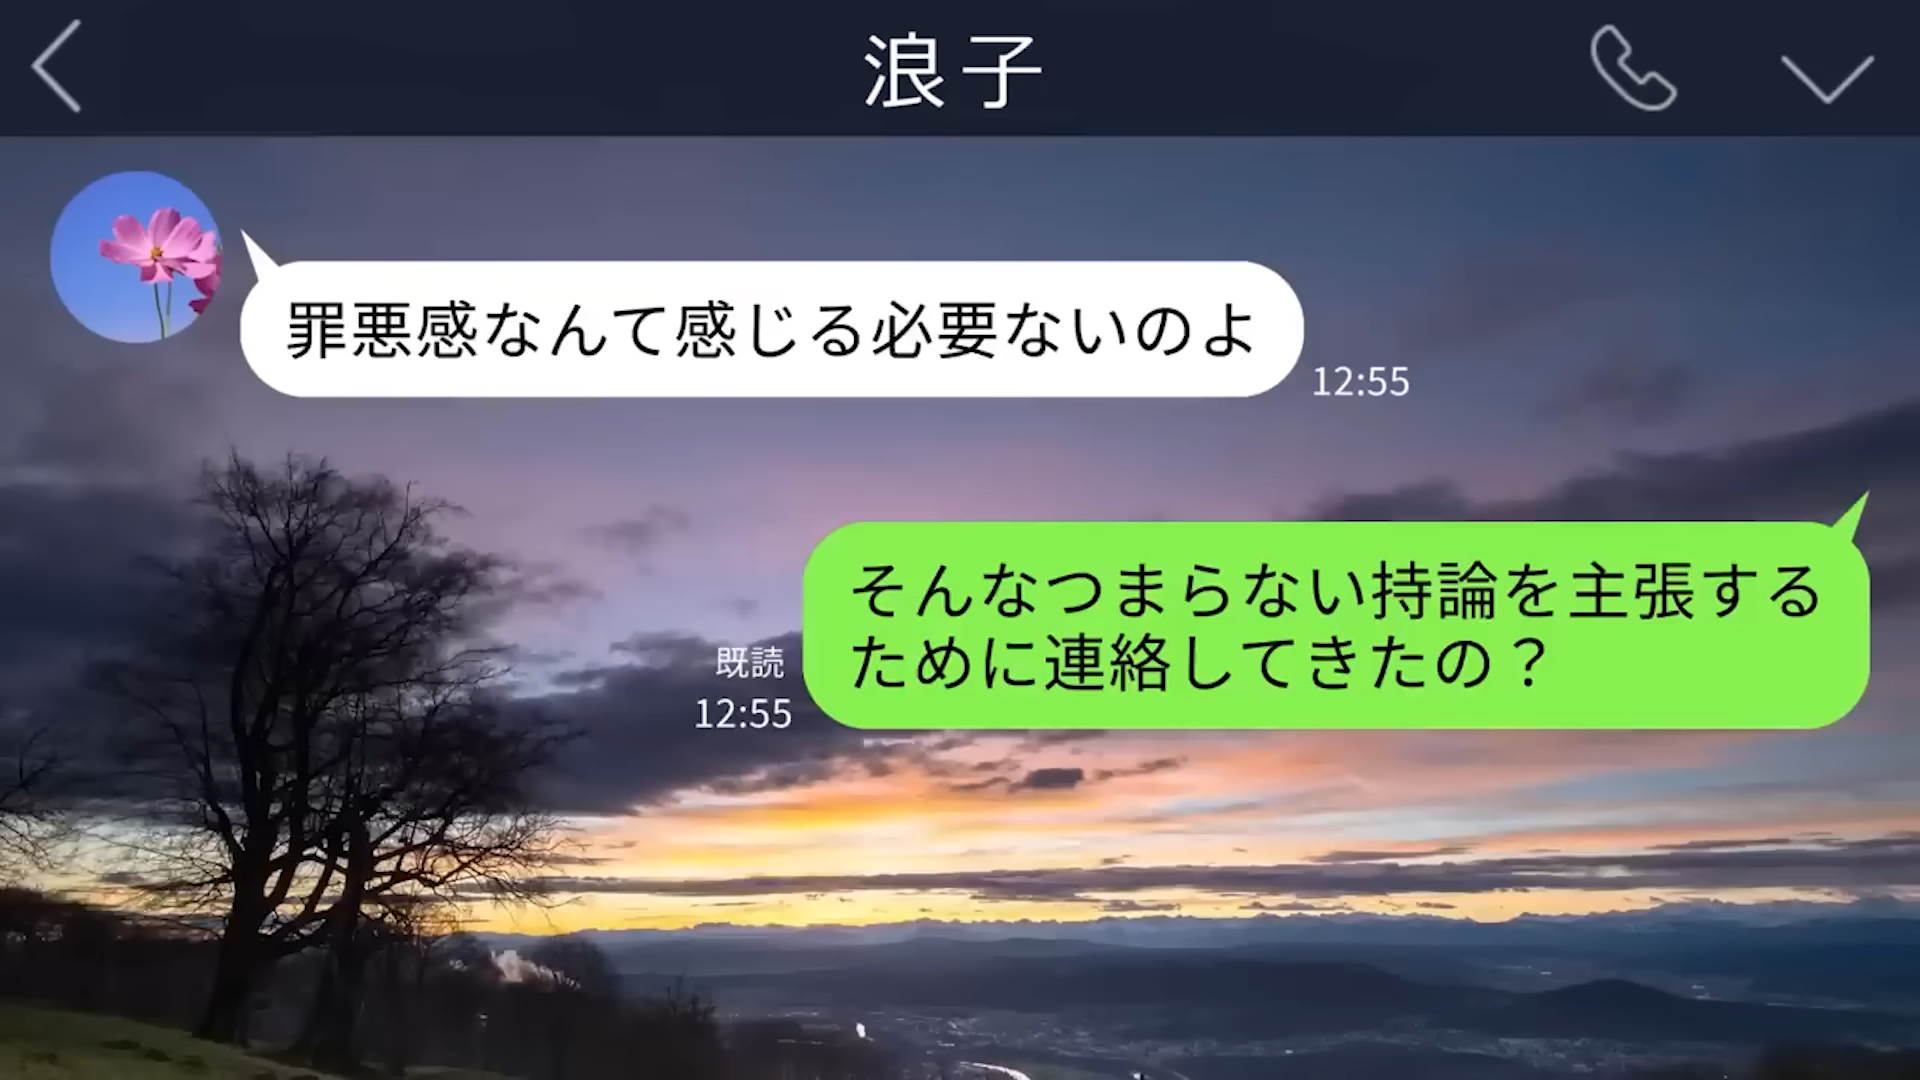 浪子
罪悪感なんて感じる必要ないのよ
12:55
そんなつまらない持論を主張する
ために連絡してきたの？
既読
12:55